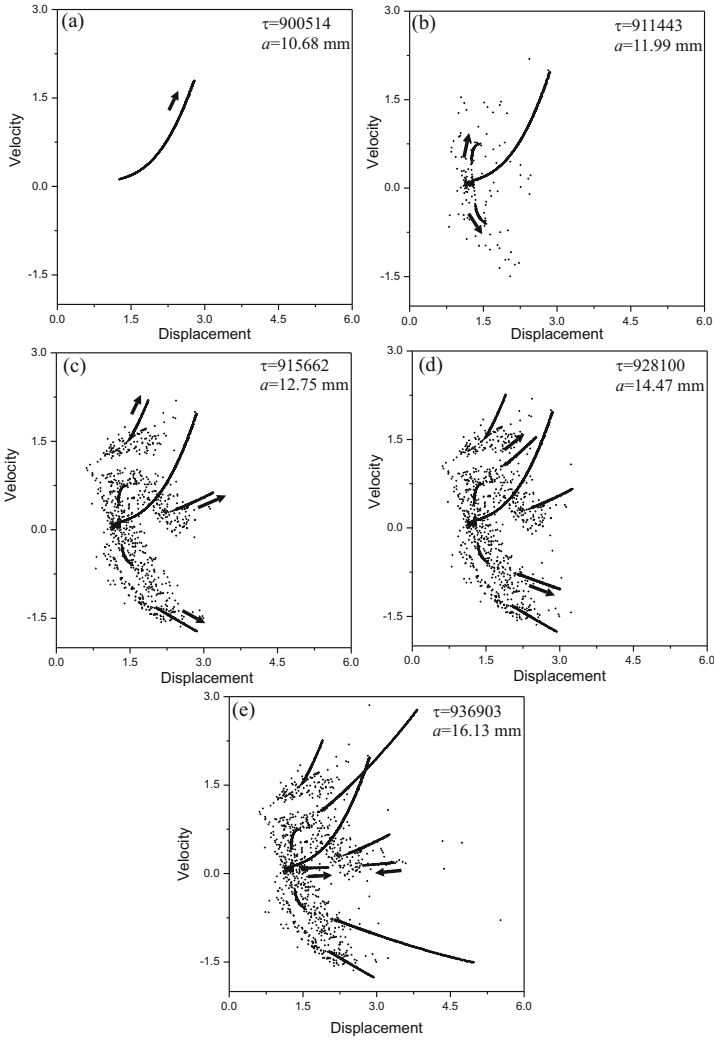 (a)
τ=900514
a=10.68 mm
3.0
1.5
0.0
-1.5
Velocity
0.0 1.5 3.0 4.5 6.0
Displacement
(b)
τ=911443
a=11.99 mm
3.0
1.5
0.0
-1.5
Velocity
0.0 1.5 3.0 4.5 6.0
Displacement
(c)
τ=915662
a=12.75 mm
3.0
1.5
0.0
-1.5
Velocity
0.0 1.5 3.0 4.5 6.0
Displacement
(d)
τ=928100
a=14.47 mm
3.0
1.5
0.0
-1.5
Velocity
0.0 1.5 3.0 4.5 6.0
Displacement
(e)
τ=936903
a=16.13 mm
3.0
1.5
0.0
-1.5
Velocity
0.0 1.5 3.0 4.5 6.0
Displacement